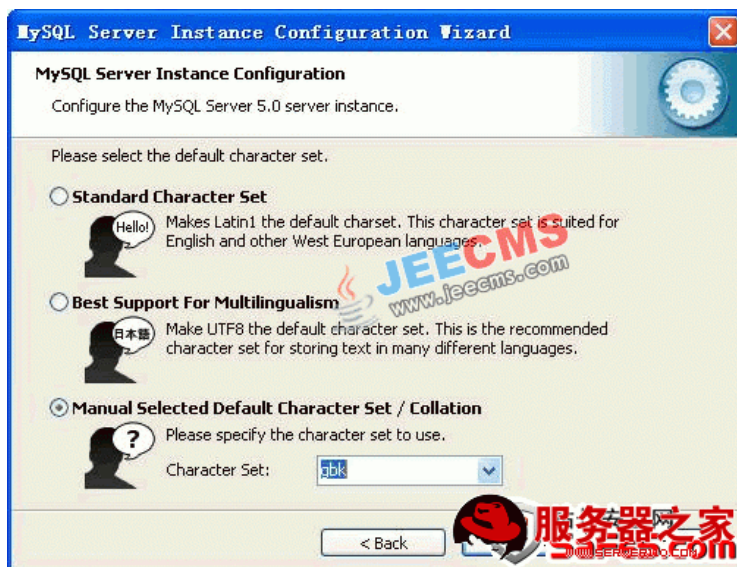 MySQL Server Instance Configuration Wizard
MySQL Server Instance Configuration
Configure the MySQL Server 5.0 server instance.
Please select the default character set.
Standard Character Set
Hello!
Makes Latin1 the default charset. This character set is suited for
English and other West European languages.
JEECMS
www.jeecms.com
Best Support For Multilingualism
日本語
Make UTF8 the default character set. This is the recommended
character set for storing text in many different languages.
Manual Selected Default Character Set / Collation
?
Please specify the character set to use.
Character Set:
gbk
< Back
服务器之家